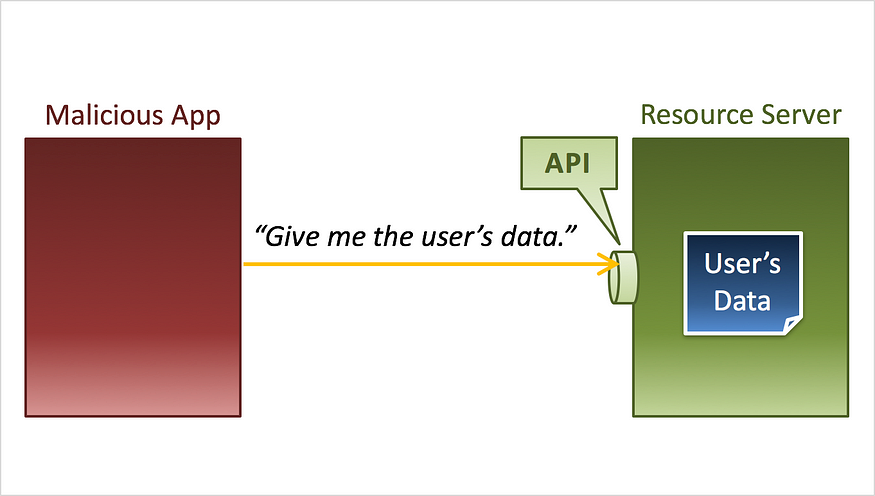 Malicious App
Resource Server
API
“Give me the user’s data.”
User’s
Data